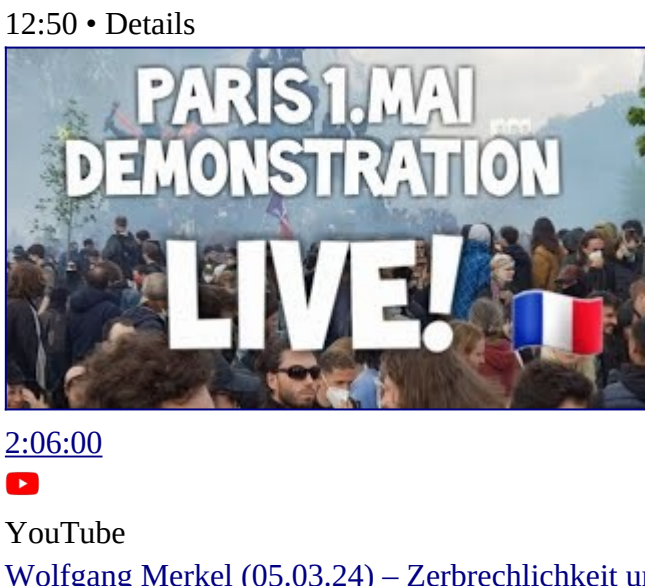 12:50 • Details
PARIS 1.MAI
DEMONSTRATION
LIVE!
2:06:00
YouTube
Wolfgang Merkel (05.03.24) – Zerbrechlichkeit